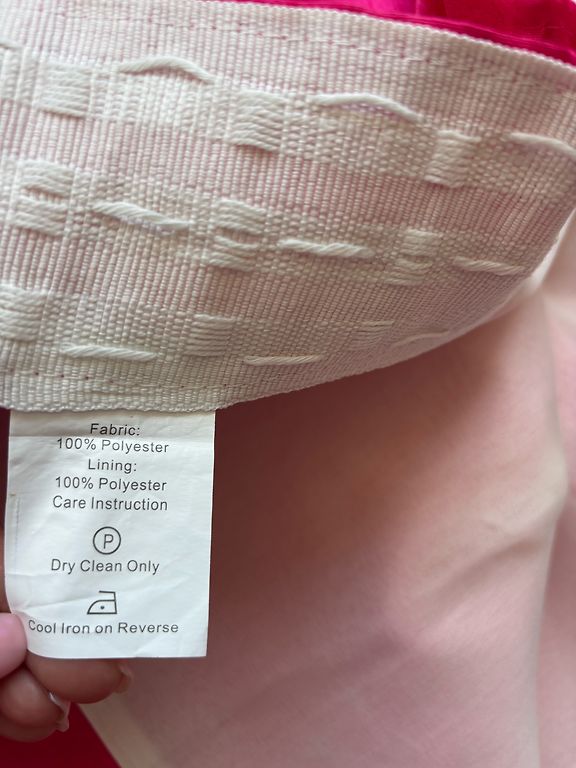 Fabric:
100% Polyester
Lining:
100% Polyester
Care Instruction
P
Dry Clean Only
Cool Iron on Reverse